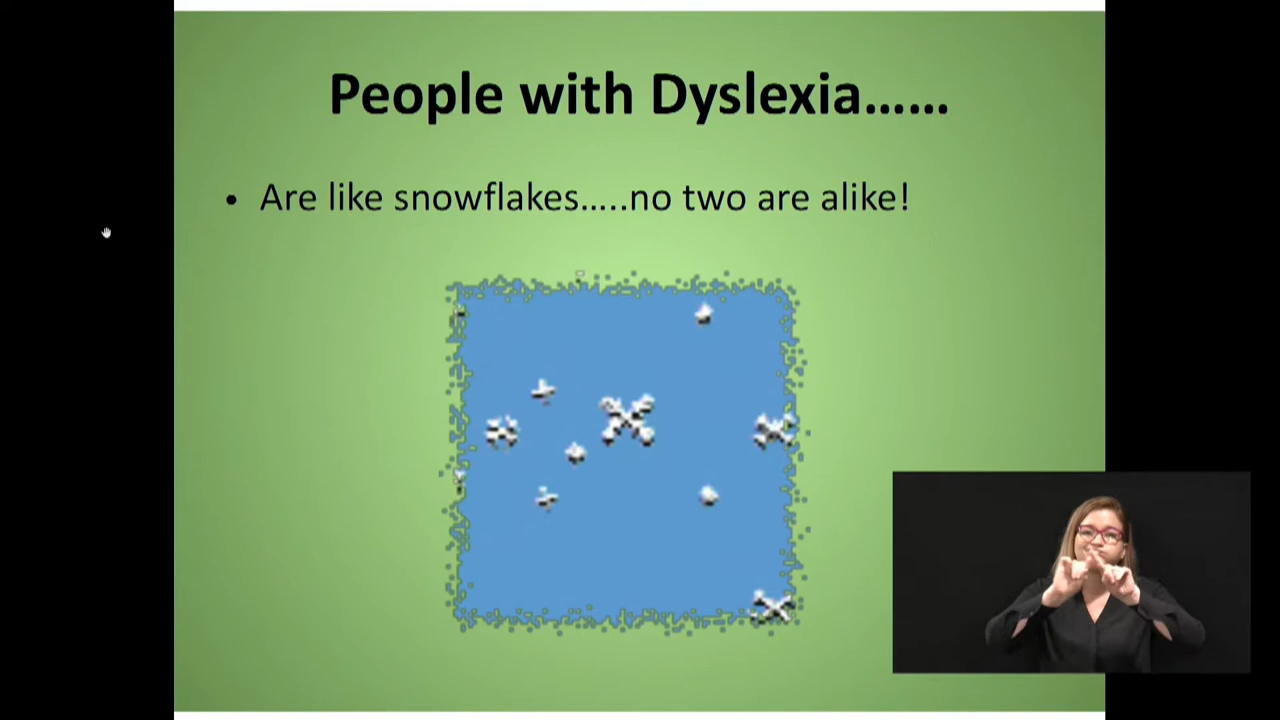 People with Dyslexia……
• Are like snowflakes…..no two are alike!